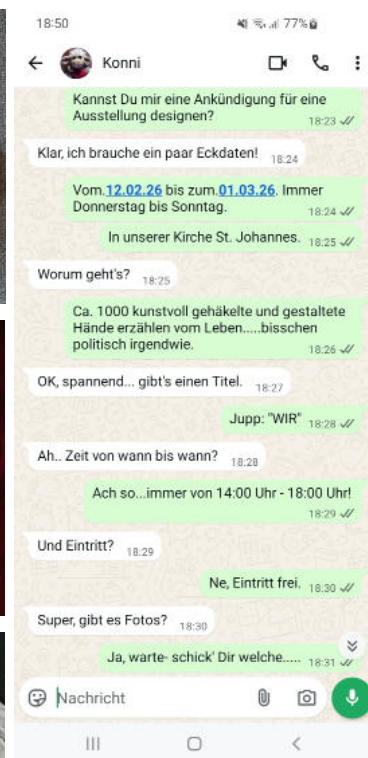 18:50
77%
Konni
Kannst Du mir eine Ankündigung für eine
Ausstellung designen?
18:23
Klar, ich brauche ein paar Eckdaten!
18:24
Vom.12.02.26 bis zum.01.03.26. Immer
Donnerstag bis Sonntag.
18:24
In unserer Kirche St. Johannes.
18:25
Worum geht's?
18:25
Ca. 1000 kunstvoll gehäkelte und gestaltete
Hände erzählen vom Leben.....bisschen
politisch irgendwie.
18:26
OK, spannend... gibt's einen Titel.
18:27
Jupp: "WIR"
18:28
Ah.. Zeit von wann bis wann?
18:28
Ach so...immer von 14:00 Uhr - 18:00 Uhr!
18:29
Und Eintritt?
18:29
Ne, Eintritt frei.
18:30
Super, gibt es Fotos?
18:30
Ja, warte- schick' Dir welche.....
18:31
Nachricht